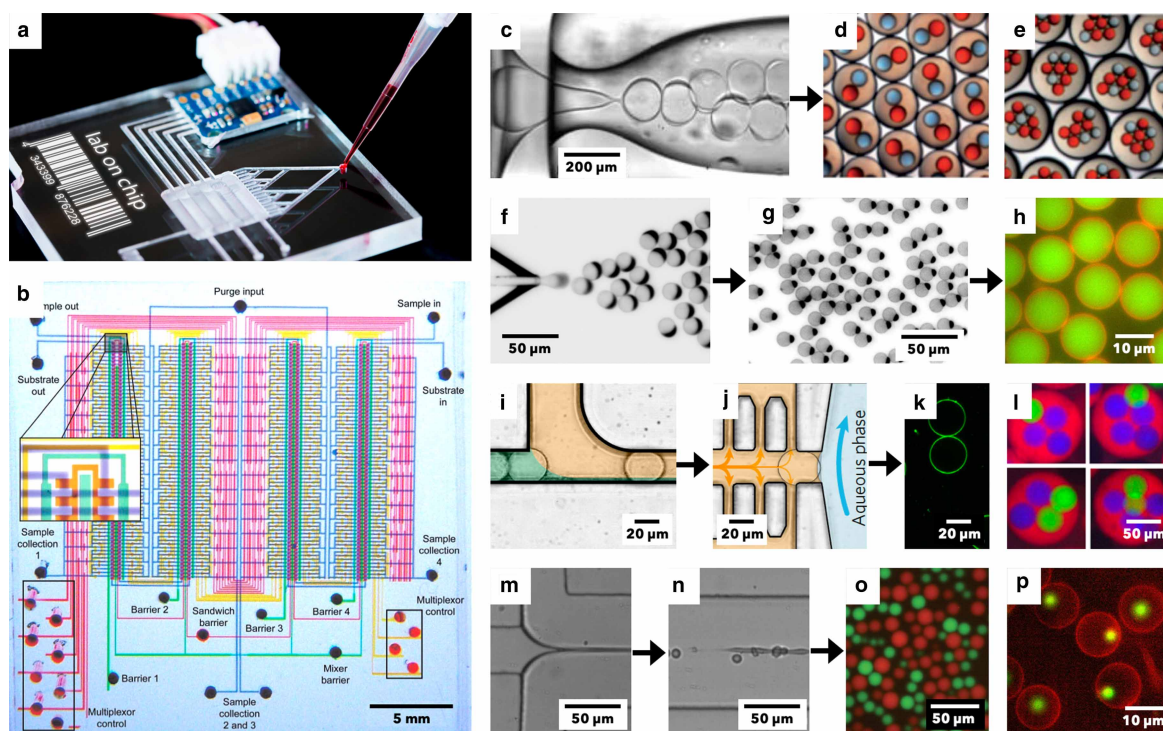 a
lab on chip
4 343399 876228
b
mple out
Purge input
Sample in
Substrate
out
Substrate
in
Sample
collection
1
Sample
collection
4
Barrier 2
Sandwich
barrier
Barrier 3
Barrier 4
Multiplexor
control
Mixer
barrier
Barrier 1
Multiplexor
control
Sample
collection
2 and 3
5 mm
c
200 µm
d
e
f
50 µm
g
50 µm
h
10 µm
i
20 µm
j
20 µm
Aqueous phase
k
20 µm
l
50 µm
m
50 µm
n
50 µm
o
50 µm
p
10 µm